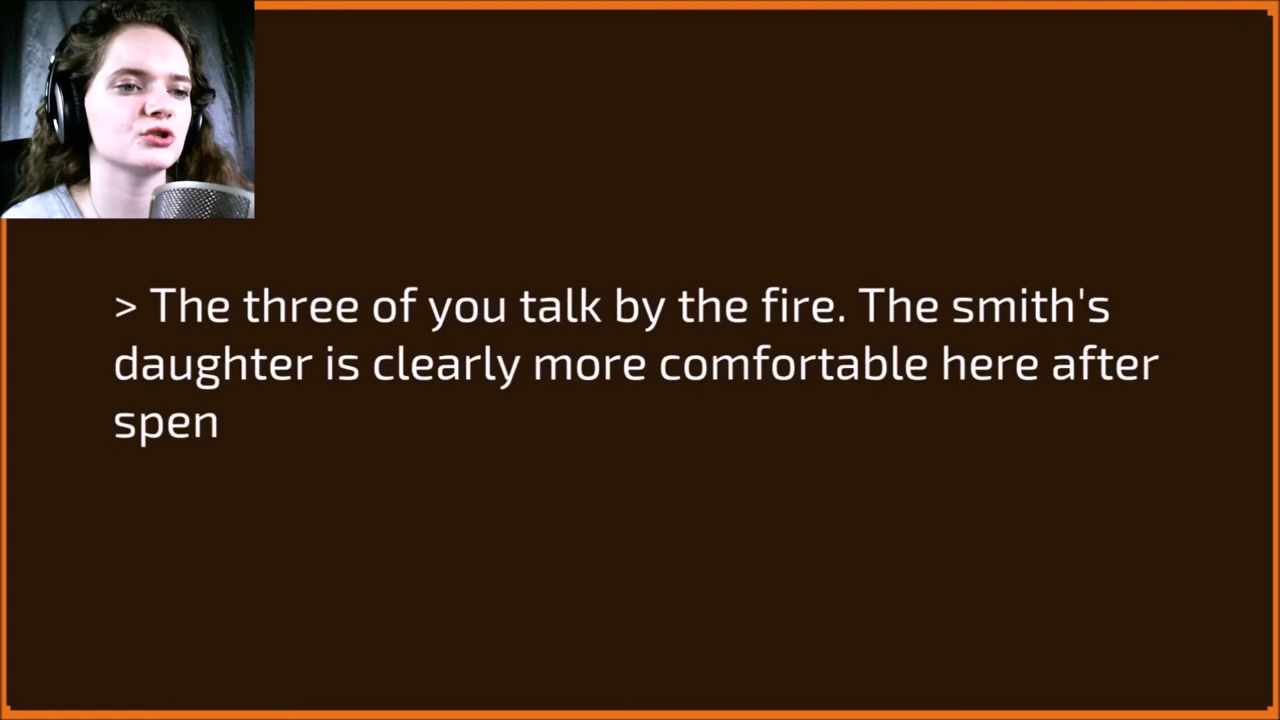 > The three of you talk by the fire. The smith's
daughter is clearly more comfortable here after
spen